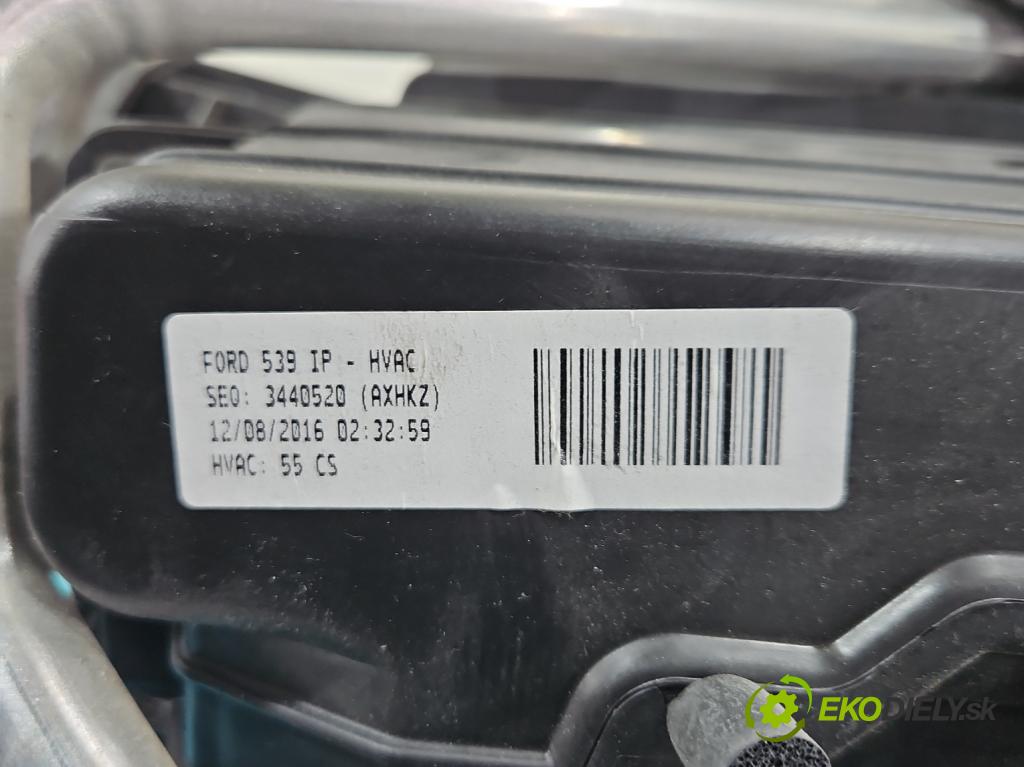 FORD 539 IP - HVAC
SEQ: 3440520 (AXHKZ)
12/08/2016 02:32:59
HVAC: 55 CS
EKODIELY.sk